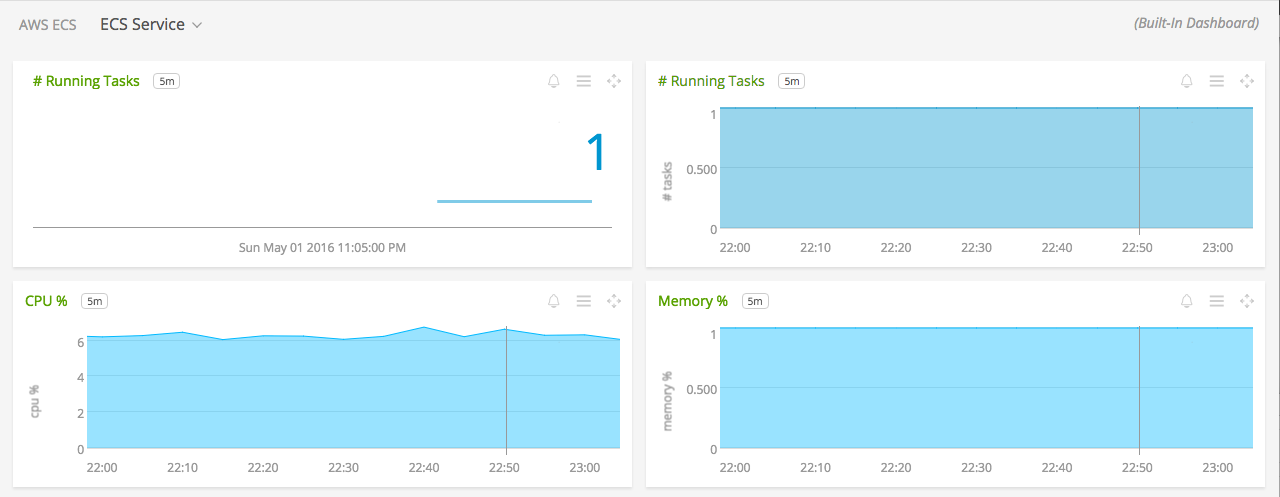 AWS ECS ECS Service (Built-In Dashboard)
# Running Tasks 5m
1
Sun May 01 2016 11:05:00 PM
# Running Tasks 5m
# tasks
1
0.500
0
22:00 22:10 22:20 22:30 22:40 22:50 23:00
CPU % 5m
cpu %
6
4
2
0
22:00 22:10 22:20 22:30 22:40 22:50 23:00
Memory % 5m
memory %
1
0.500
0
22:00 22:10 22:20 22:30 22:40 22:50 23:00